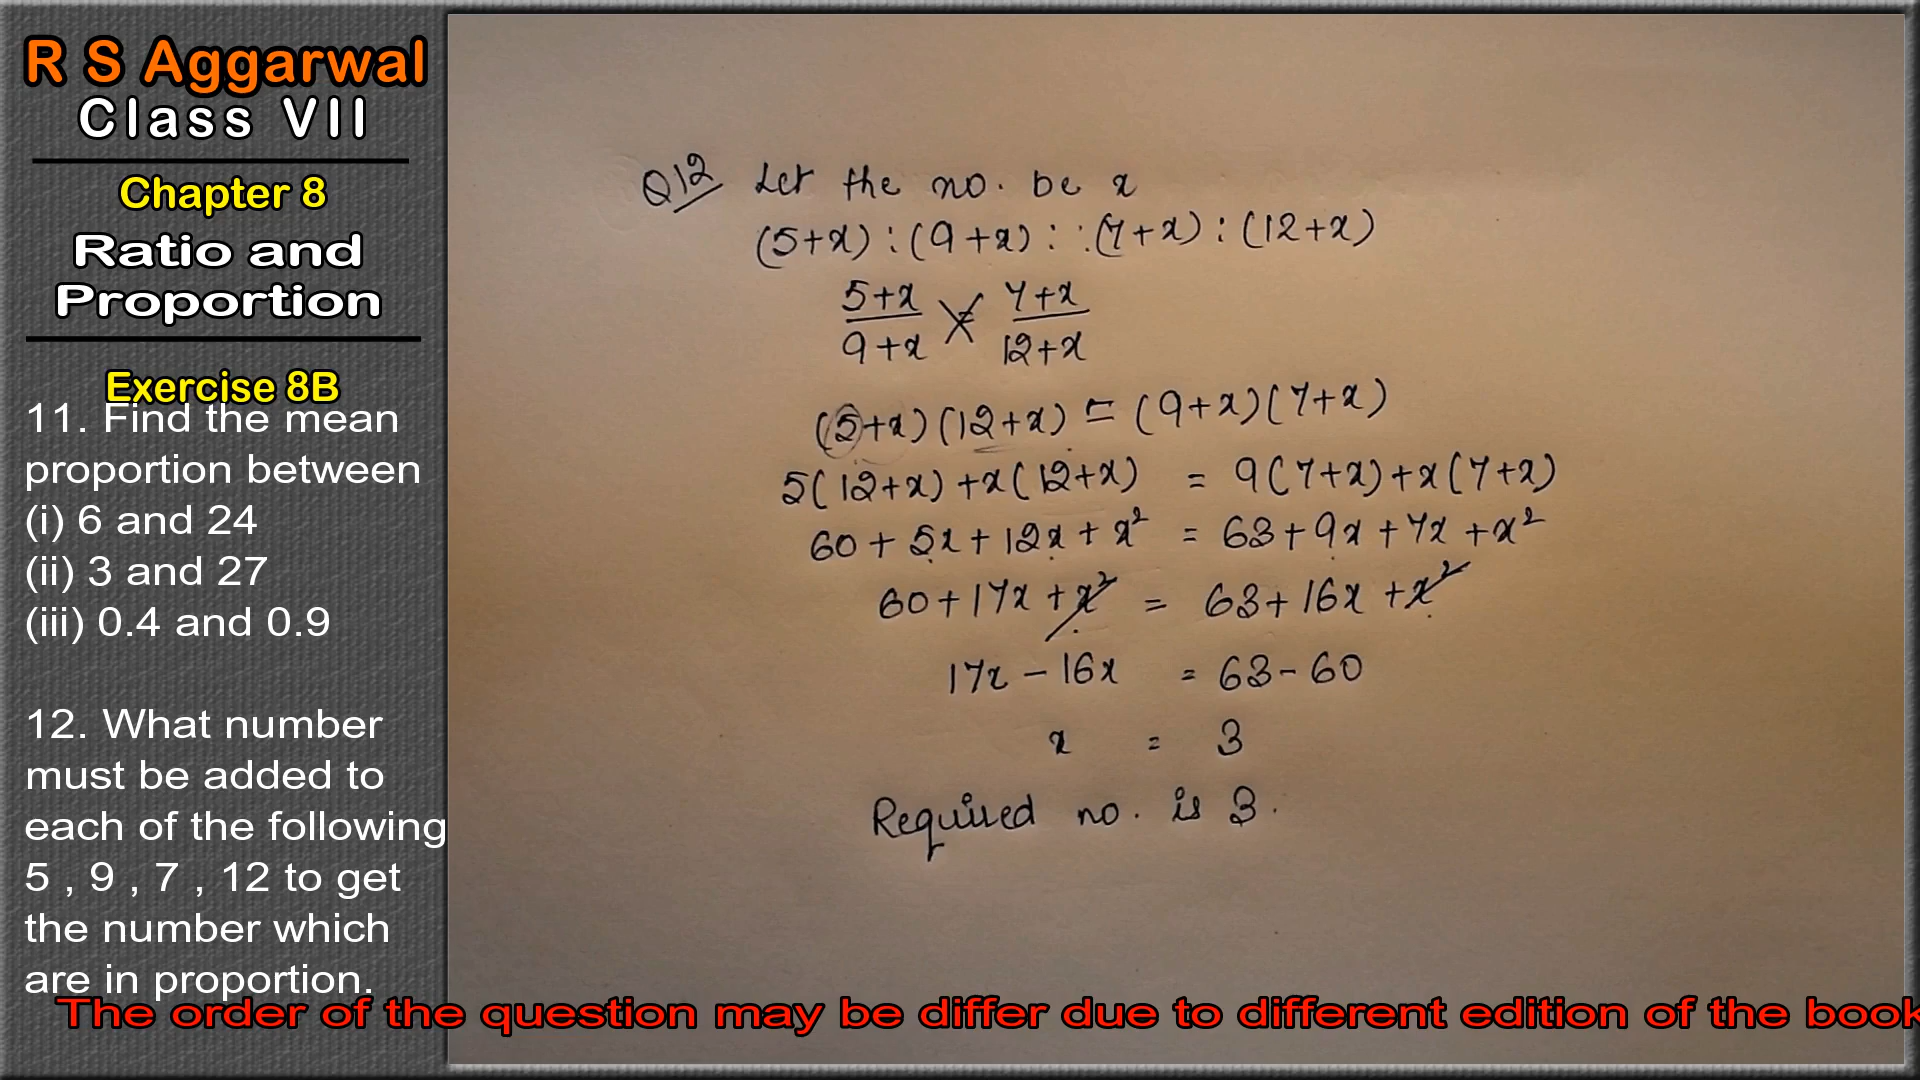 R S Aggarwal
Class VII
Chapter 8
Ratio and
Proportion
Exercise 8B
11. Find the mean
proportion between
(i) 6 and 24
(ii) 3 and 27
(iii) 0.4 and 0.9
12. What number
must be added to
each of the following
5 , 9 , 7 , 12 to get
the number which
are in proportion.
Q12 Let the no. be x
(5+x) : (9+x) : : (7+x) : (12+x)
5+x = 7+x
9+x 12+x
(5+x)(12+x) = (9+x)(7+x)
5(12+x)+x(12+x) = 9(7+x)+x(7+x)
60+5x+12x+x² = 63+9x+7x+x²
60+17x+x² = 63+16x+x²
17x-16x = 63-60
x = 3
Required no. is 3.
The order of the question may be differ due to different edition of the book